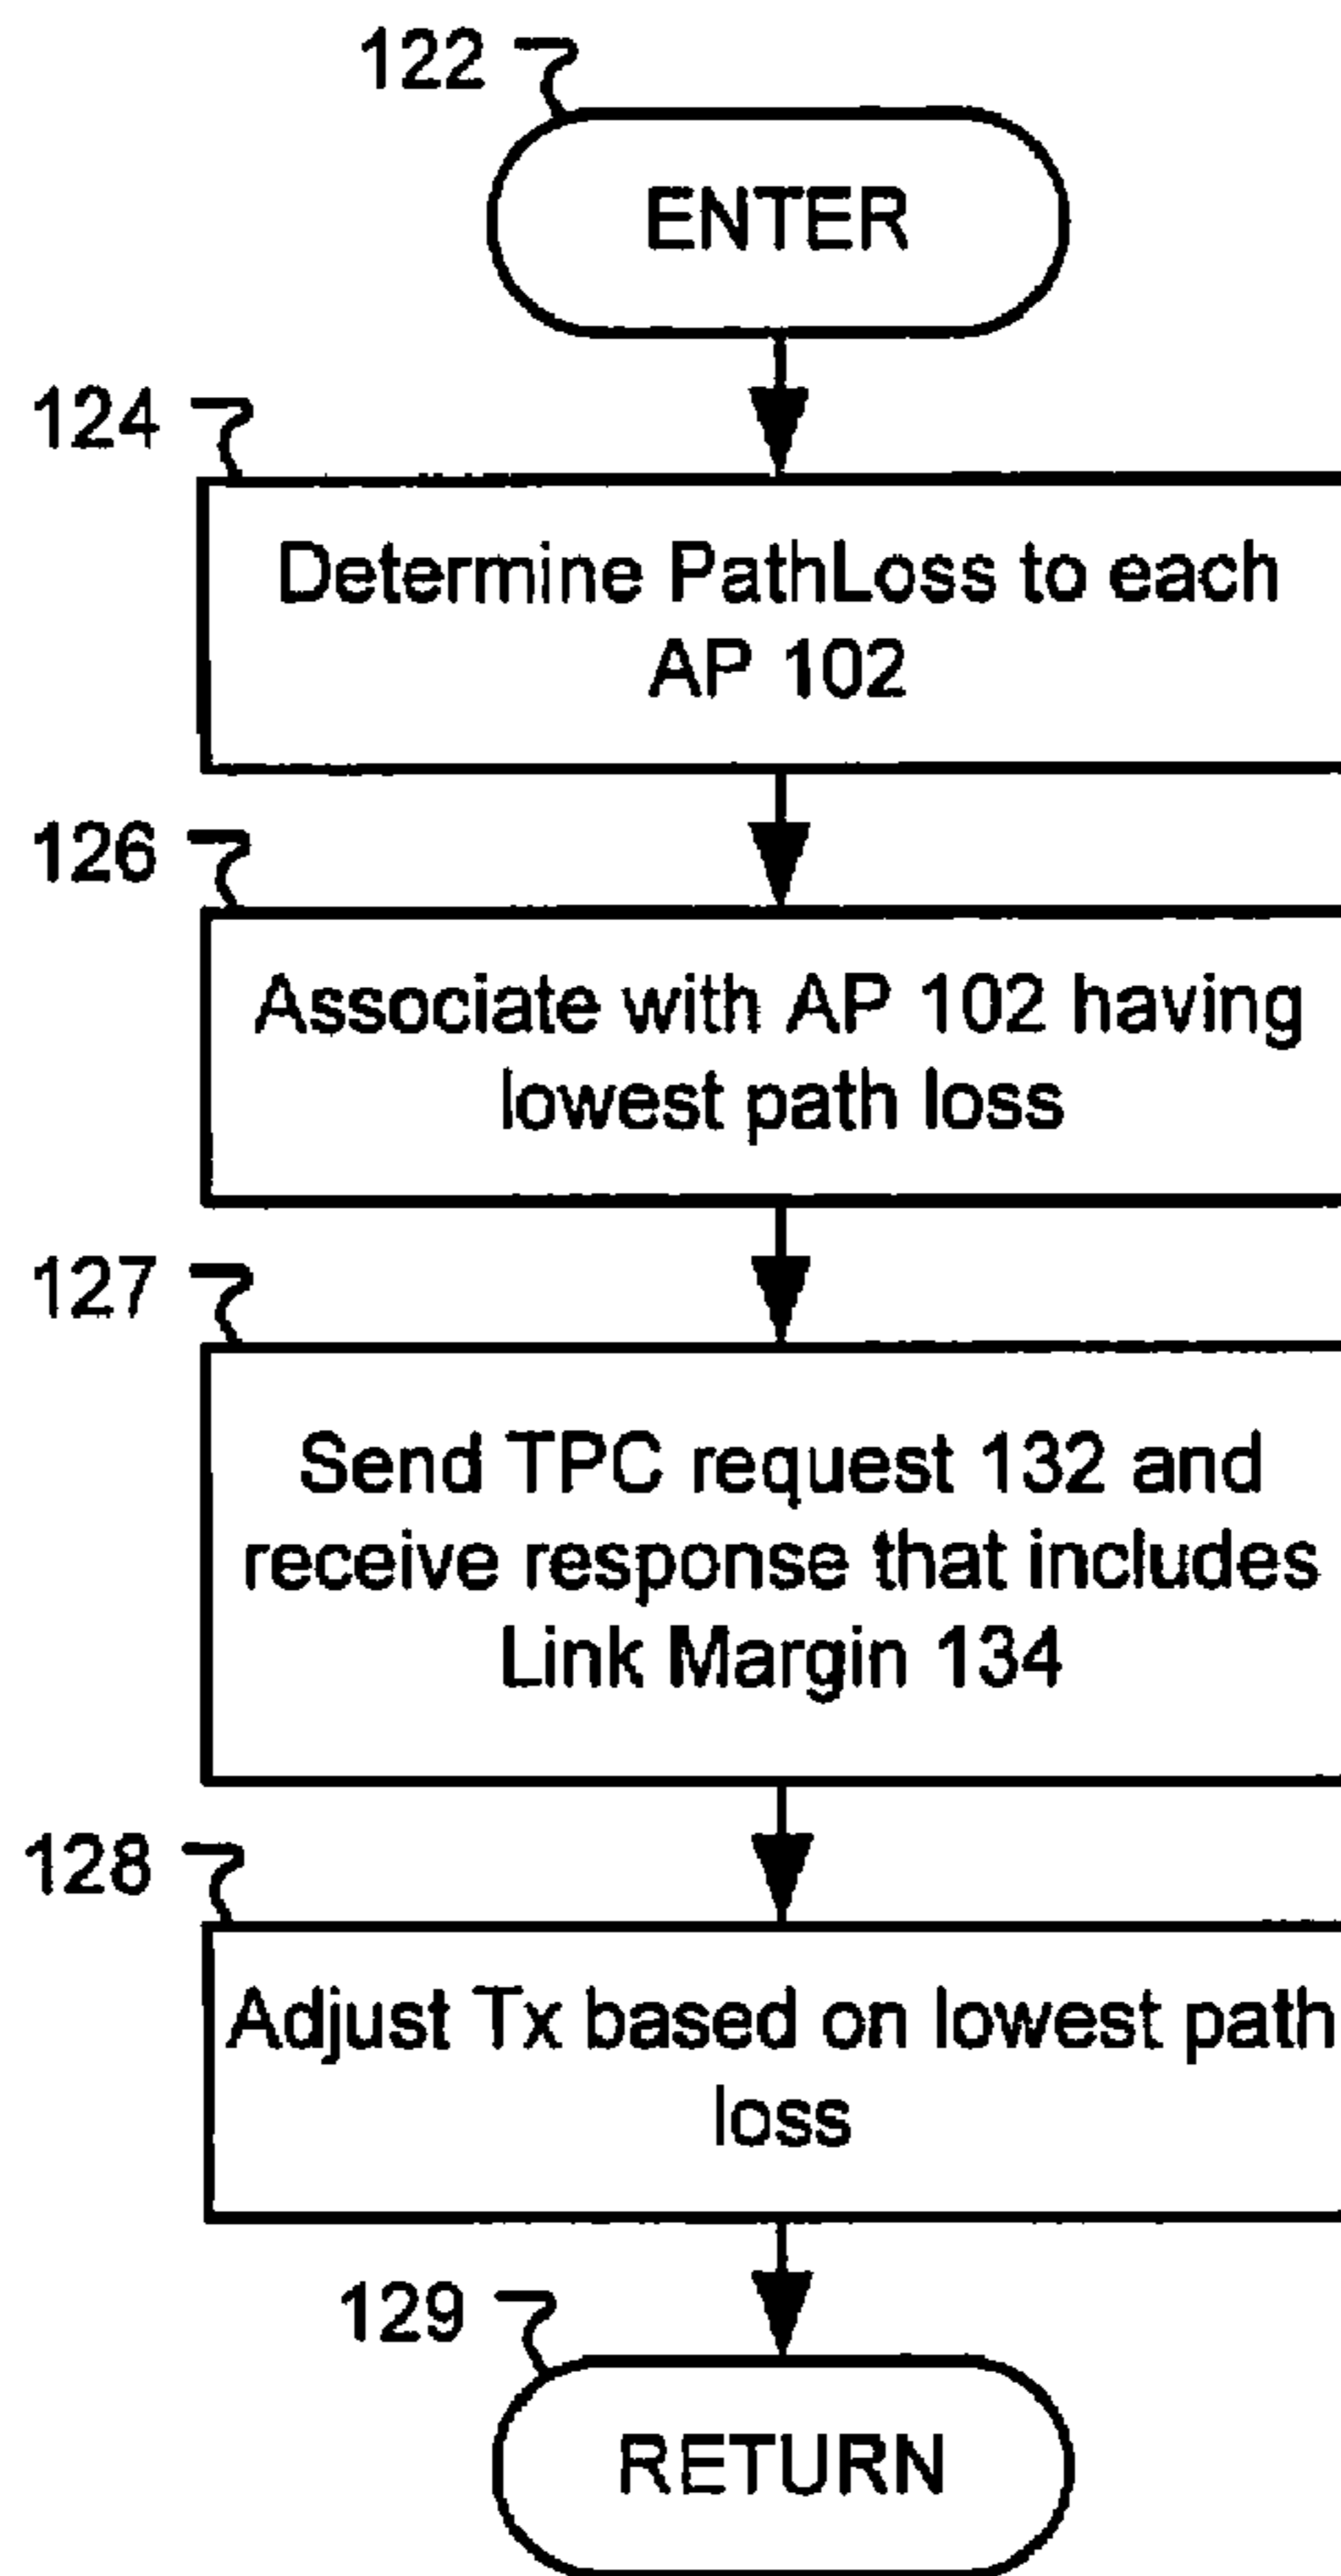 122
ENTER
124
Determine PathLoss to each
AP 102
126
Associate with AP 102 having
lowest path loss
127
Send TPC request 132 and
receive response that includes
Link Margin 134
128
Adjust Tx based on lowest path
loss
129
RETURN